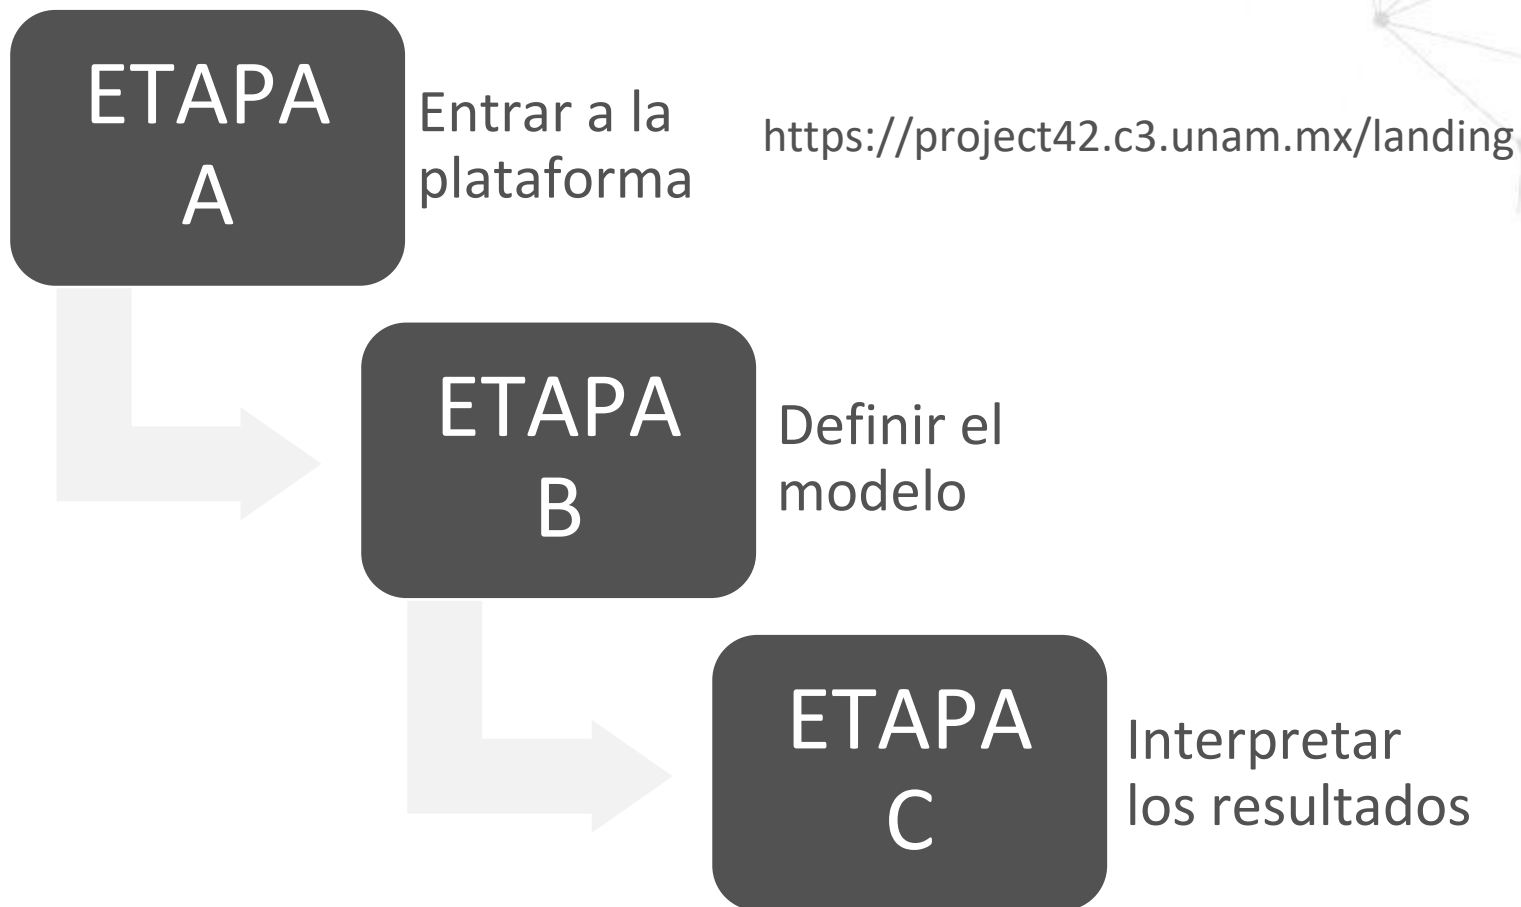 ETAPA
A
Entrar a la
plataforma
https://project42.c3.unam.mx/landing
ETAPA
B
Definir el
modelo
ETAPA
C
Interpretar
los resultados